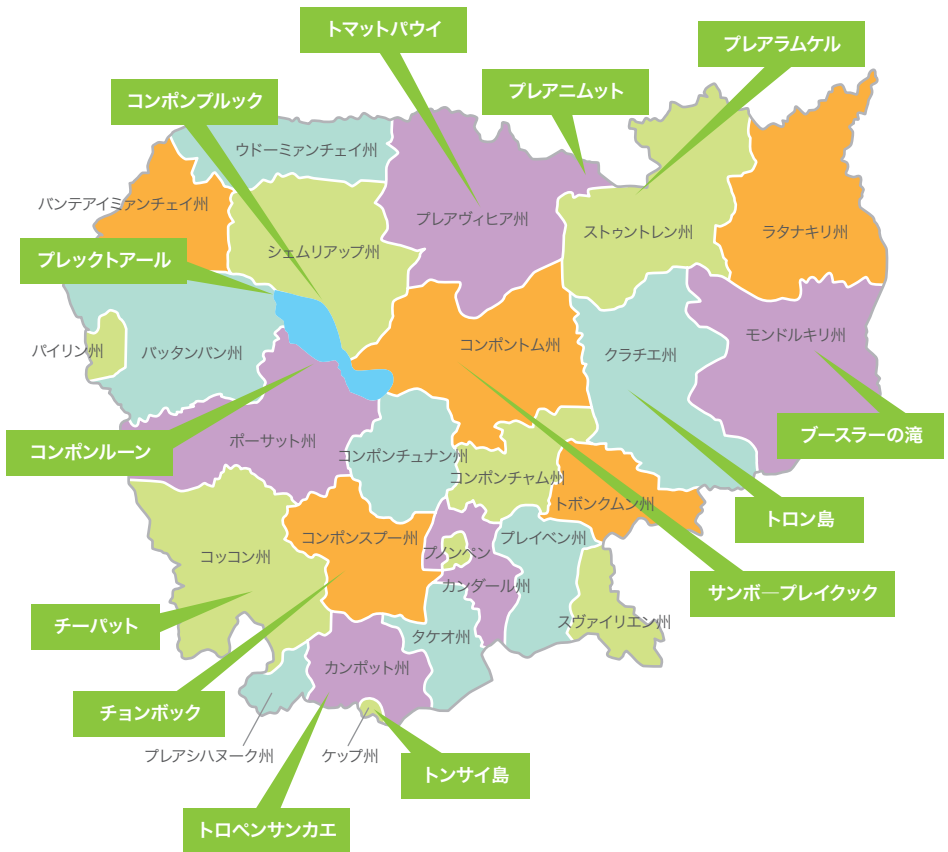 トマットパウイ
プレアラムケル
プレアニムット
コンポンプルック
ウドーミァンチェイ州
バンテアイミァンチェイ州
プレアヴィヒア州
ストゥントレン州
ラタナキリ州
シェムリアップ州
プレックトアール
モンドルキリ州
コンポントム州
クラチエ州
パイリン州
バッタンバン州
ブースラーの滝
ポーサット州
コンポンルーン
コンポンチュナン州
コンポンチャム州
トボンクムン州
トロン島
コンポンスプー州
プレイベン州
プノンペン
コッコン州
カンダール州
サンボ―プレイクック
チーパット
スヴァイリエン州
タケオ州
カンポット州
チョンボック
プレアシハヌーク州
ケップ州
トンサイ島
トロペンサンカエ